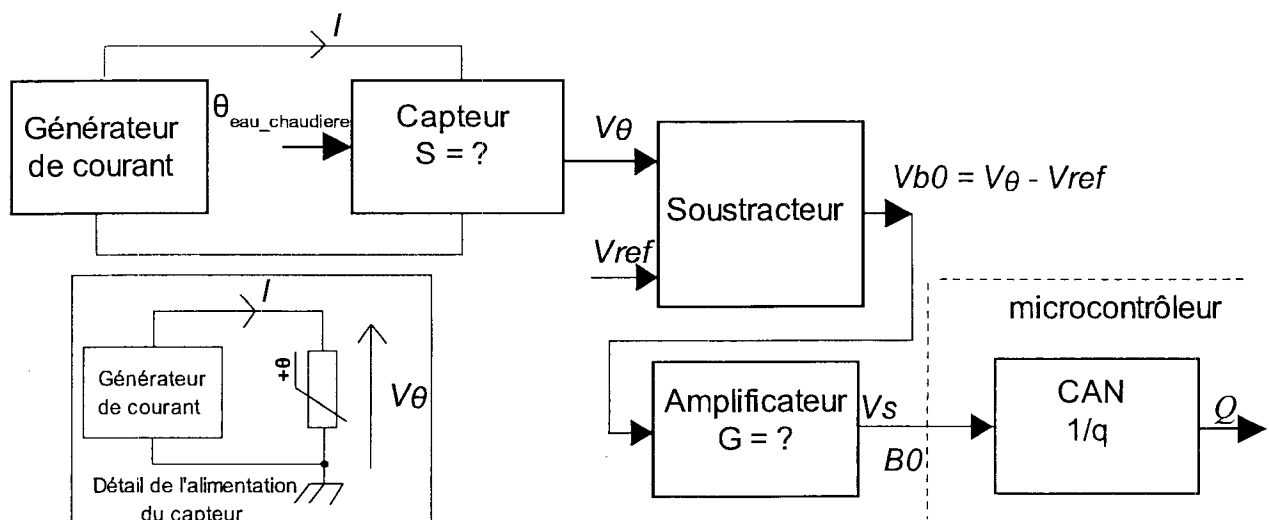 I
Générateur
de courant
θeau_chaudiere
Capteur
S = ?
Vθ
Soustracteur
Vb0 = Vθ - Vref
Vref
I
Générateur
de courant
+θ
Vθ
Détail de l'alimentation
du capteur
microcontrôleur
Amplificateur
G = ?
Vs
B0
CAN
1/q
Q